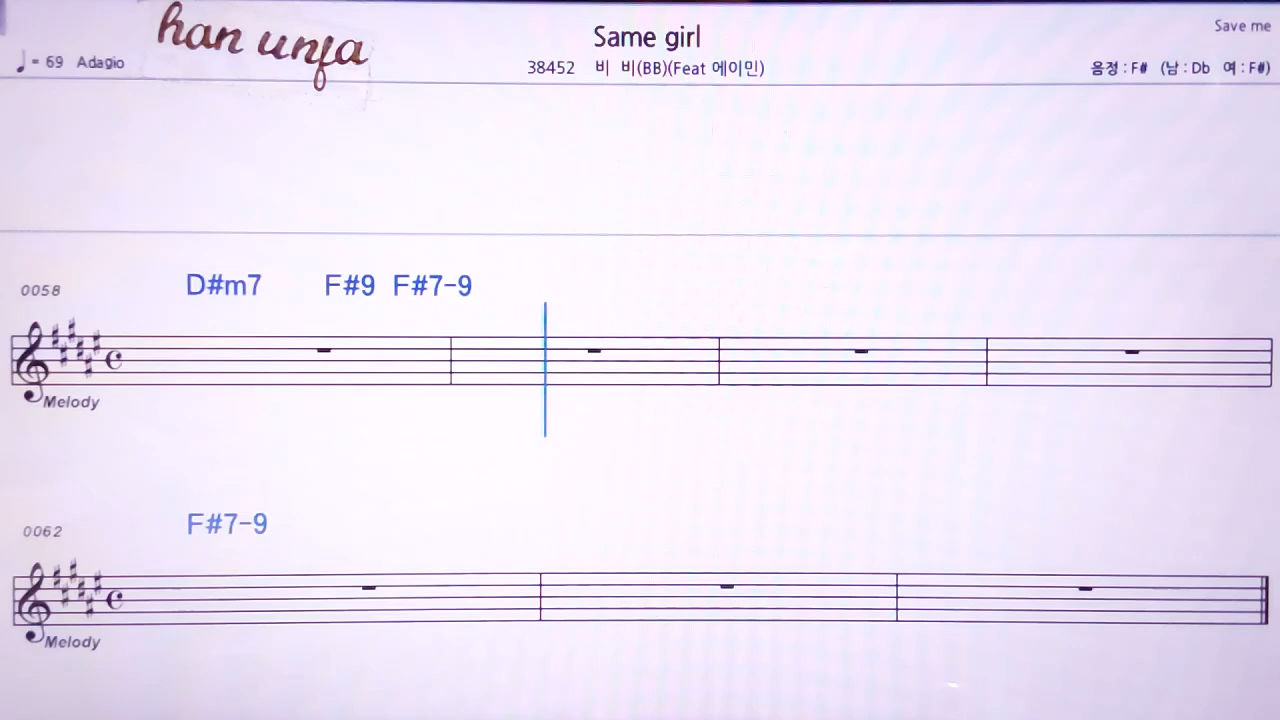 han unfa
Same girl
Save me
♩ = 69 Adagio
38452 비 비(BB)(Feat 에이민)
음정 : F# (남 : Db 여 : F#)
0058
D#m7 F#9 F#7-9
Melody
0062
F#7-9
Melody